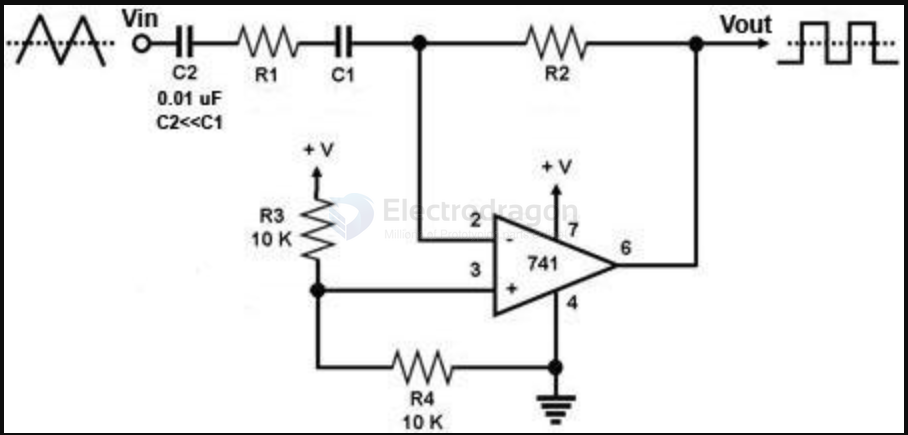 Vin
Vout
C2
R1
C1
R2
0.01 uF
C2<<C1
+ V
+ V
R3
10 K
Electrodragon
2
7
-
741
6
3
+
4
R4
10 K